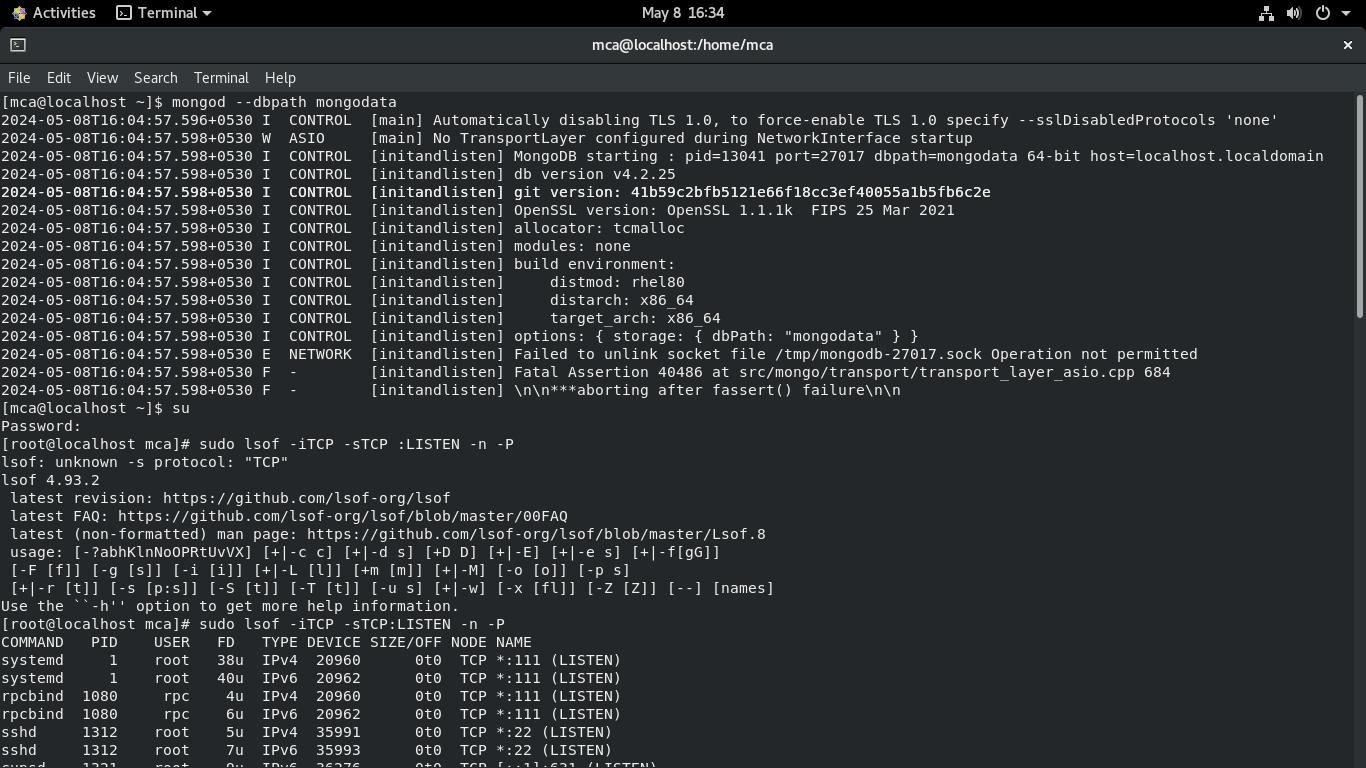 Activities Terminal May 8 16:34
mca@localhost:/home/mca ×
File Edit View Search Terminal Help
[mca@localhost ~]$ mongod --dbpath mongodata
2024-05-08T16:04:57.596+0530 I  CONTROL  [main] Automatically disabling TLS 1.0, to force-enable TLS 1.0 specify --sslDisabledProtocols 'none'
2024-05-08T16:04:57.598+0530 W  ASIO     [main] No TransportLayer configured during NetworkInterface startup
2024-05-08T16:04:57.598+0530 I  CONTROL  [initandlisten] MongoDB starting : pid=13041 port=27017 dbpath=mongodata 64-bit host=localhost.localdomain
2024-05-08T16:04:57.598+0530 I  CONTROL  [initandlisten] db version v4.2.25
2024-05-08T16:04:57.598+0530 I  CONTROL  [initandlisten] git version: 41b59c2bfb5121e66f18cc3ef40055a1b5fb6c2e
2024-05-08T16:04:57.598+0530 I  CONTROL  [initandlisten] OpenSSL version: OpenSSL 1.1.1k  FIPS 25 Mar 2021
2024-05-08T16:04:57.598+0530 I  CONTROL  [initandlisten] allocator: tcmalloc
2024-05-08T16:04:57.598+0530 I  CONTROL  [initandlisten] modules: none
2024-05-08T16:04:57.598+0530 I  CONTROL  [initandlisten] build environment:
2024-05-08T16:04:57.598+0530 I  CONTROL  [initandlisten]     distmod: rhel80
2024-05-08T16:04:57.598+0530 I  CONTROL  [initandlisten]     distarch: x86_64
2024-05-08T16:04:57.598+0530 I  CONTROL  [initandlisten]     target_arch: x86_64
2024-05-08T16:04:57.598+0530 I  CONTROL  [initandlisten] options: { storage: { dbPath: "mongodata" } }
2024-05-08T16:04:57.598+0530 E  NETWORK  [initandlisten] Failed to unlink socket file /tmp/mongodb-27017.sock Operation not permitted
2024-05-08T16:04:57.598+0530 F  -        [initandlisten] Fatal Assertion 40486 at src/mongo/transport/transport_layer_asio.cpp 684
2024-05-08T16:04:57.598+0530 F  -        [initandlisten] \n\n***aborting after fassert() failure\n\n
[mca@localhost ~]$ su
Password:
[root@localhost mca]# sudo lsof -iTCP -sTCP :LISTEN -n -P
lsof: unknown -s protocol: "TCP"
lsof 4.93.2
 latest revision: https://github.com/lsof-org/lsof
 latest FAQ: https://github.com/lsof-org/lsof/blob/master/00FAQ
 latest (non-formatted) man page: https://github.com/lsof-org/lsof/blob/master/Lsof.8
 usage: [-?abhKlnNoOPRtUvVX] [+|-c c] [+|-d s] [+D D] [+|-E] [+|-e s] [+|-f[gG]]
 [-F [f]] [-g [s]] [-i [i]] [+|-L [l]] [+m [m]] [+|-M] [-o [o]] [-p s]
 [+|-r [t]] [-s [p:s]] [-S [t]] [-T [t]] [-u s] [+|-w] [-x [fl]] [-Z [Z]] [--] [names]
Use the ``-h'' option to get more help information.
[root@localhost mca]# sudo lsof -iTCP -sTCP:LISTEN -n -P
COMMAND   PID    USER   FD   TYPE DEVICE SIZE/OFF NODE NAME
systemd     1    root   38u  IPv4  20960      0t0  TCP *:111 (LISTEN)
systemd     1    root   40u  IPv6  20962      0t0  TCP *:111 (LISTEN)
rpcbind  1080     rpc    4u  IPv4  20960      0t0  TCP *:111 (LISTEN)
rpcbind  1080     rpc    6u  IPv6  20962      0t0  TCP *:111 (LISTEN)
sshd     1312    root    5u  IPv4  35991      0t0  TCP *:22 (LISTEN)
sshd     1312    root    7u  IPv6  35993      0t0  TCP *:22 (LISTEN)